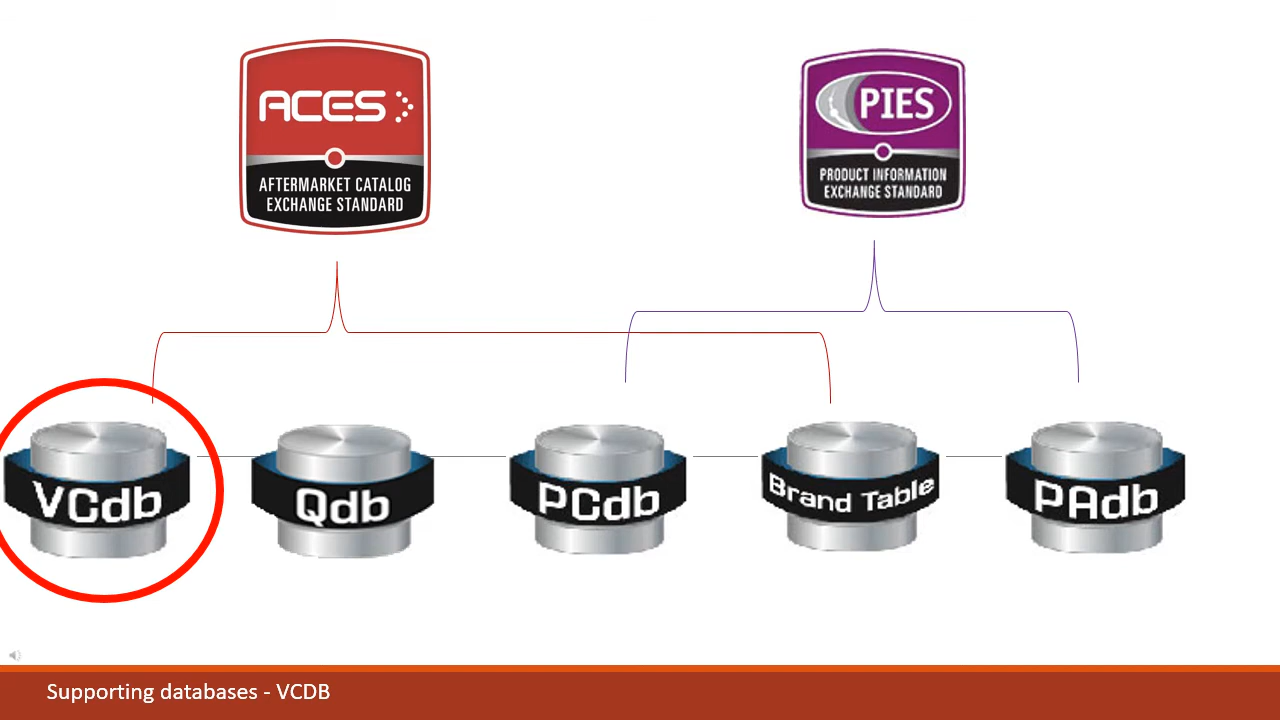 ACES
AFTERMARKET CATALOG
EXCHANGE STANDARD
PIES
PRODUCT INFORMATION
EXCHANGE STANDARD
VCdb
Qdb
PCdb
Brand Table
PAdb
Supporting databases - VCDB